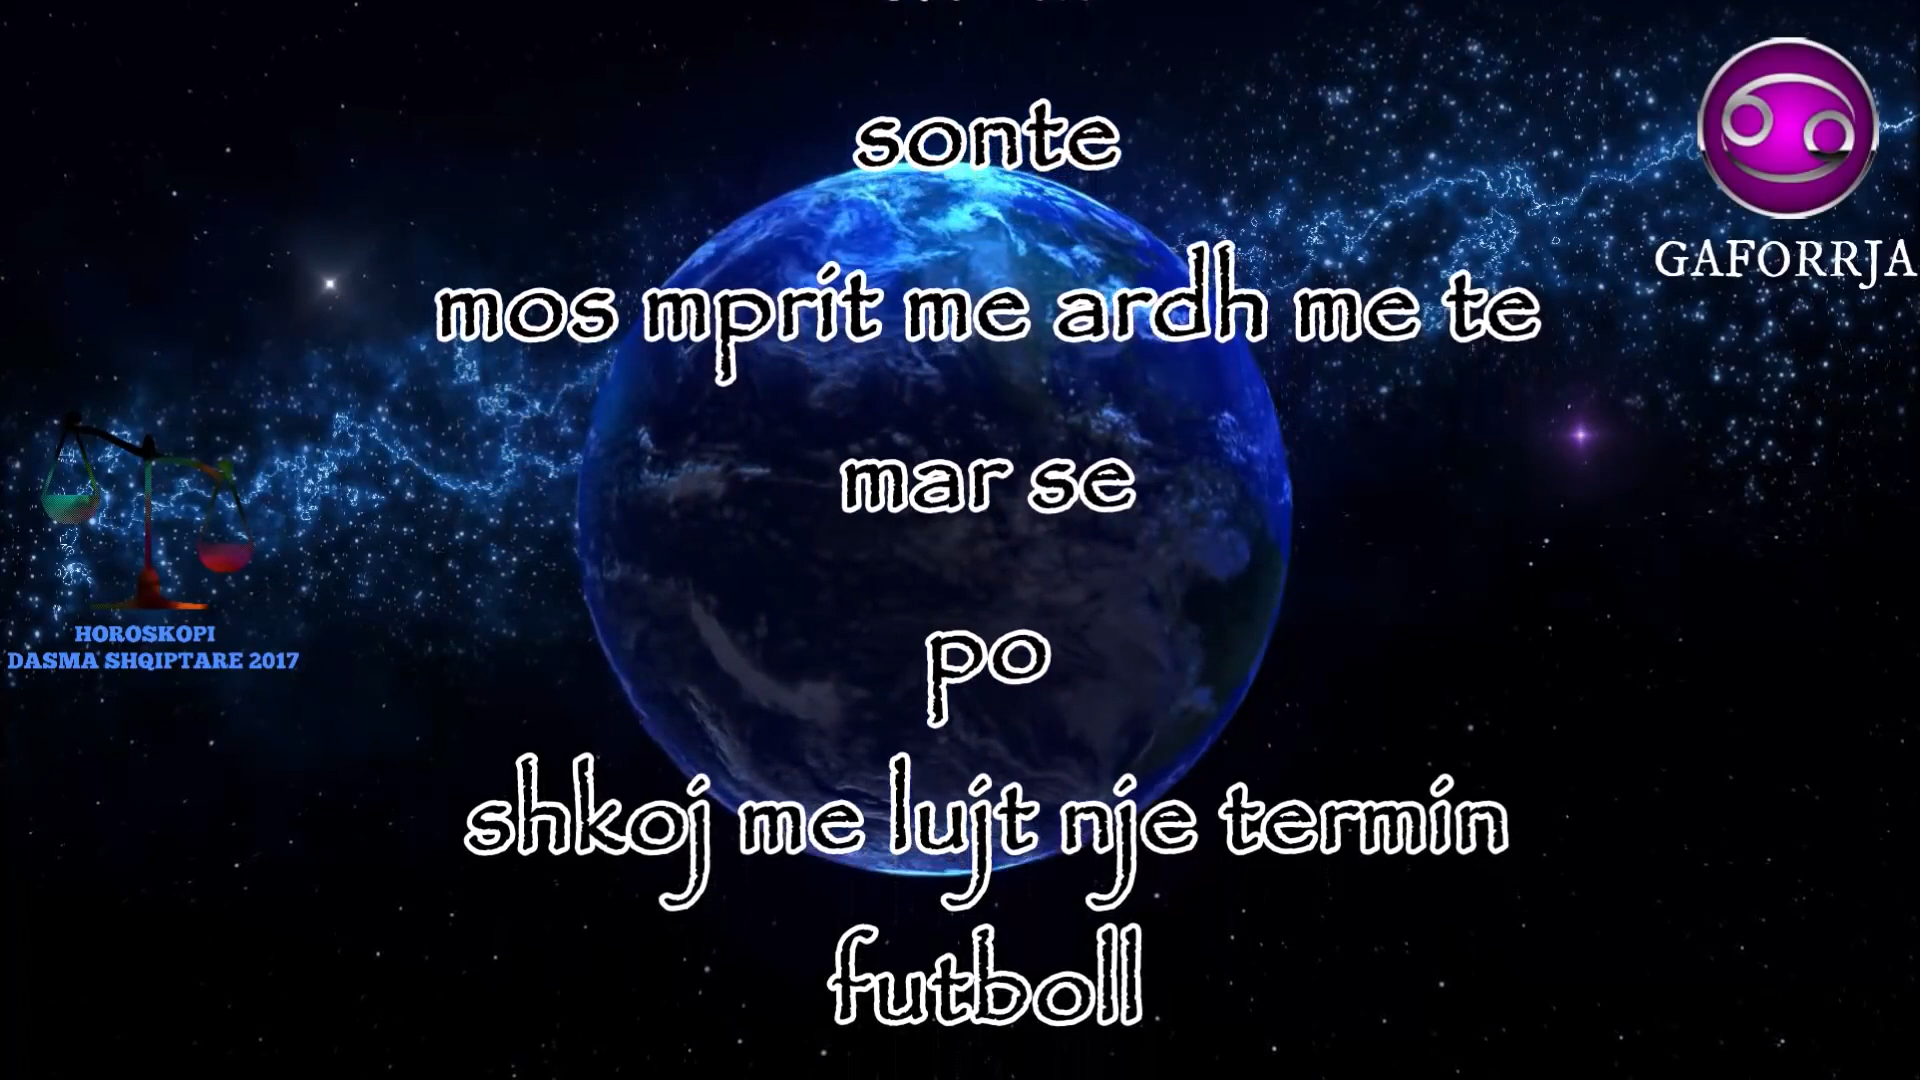 sonte
mos mprit me ardh me te
mar se
po
shkoj me lujt nje termin
futboll
GAFORRJA
HOROSKOPI
DASMA SHQIPTARE 2017